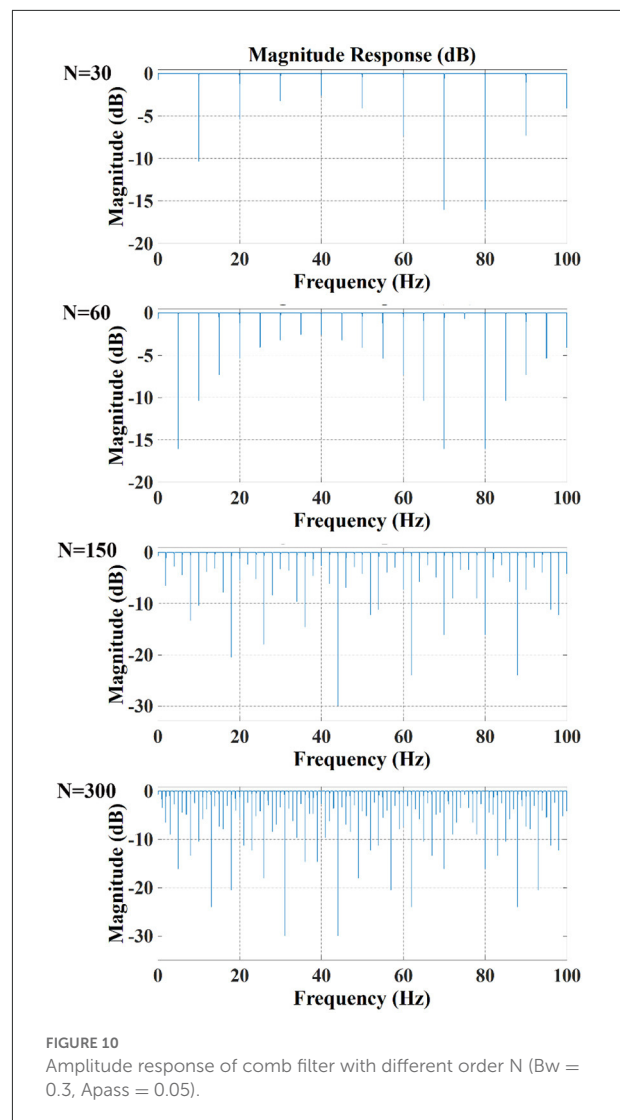 Magnitude Response (dB)
N=30
0
-5
-10
-15
-20
Magnitude (dB)
0 20 40 60 80 100
Frequency (Hz)
N=60
0
-5
-10
-15
-20
Magnitude (dB)
0 20 40 60 80 100
Frequency (Hz)
N=150
0
-10
-20
-30
Magnitude (dB)
0 20 40 60 80 100
Frequency (Hz)
N=300
0
-10
-20
-30
Magnitude (dB)
0 20 40 60 80 100
Frequency (Hz)
FIGURE 10
Amplitude response of comb filter with different order N (Bw =
0.3, Apass = 0.05).